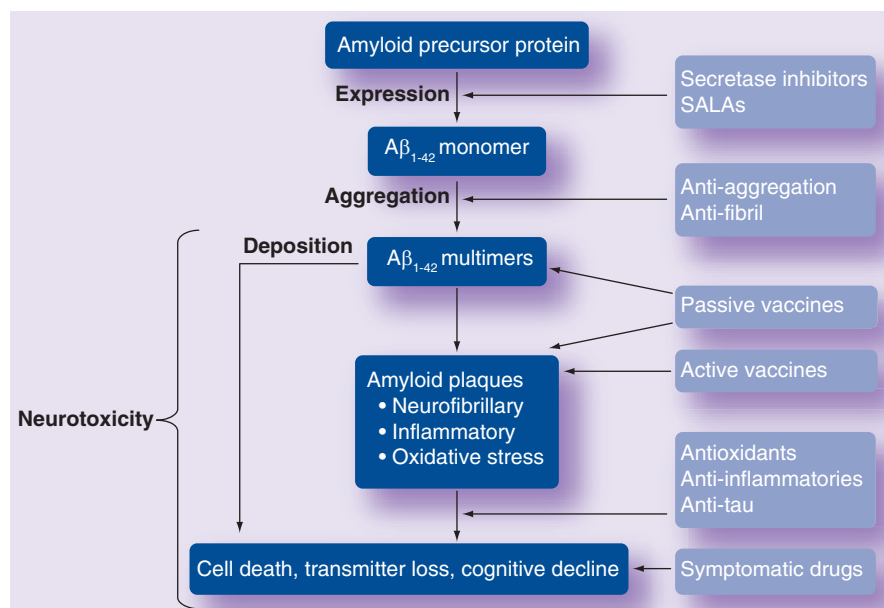 Amyloid precursor protein
Expression
Secretase inhibitors
SALAs
Aβ1-42 monomer
Aggregation
Anti-aggregation
Anti-fibril
Deposition
Aβ1-42 multimers
Passive vaccines
Active vaccines
Amyloid plaques
• Neurofibrillary
• Inflammatory
• Oxidative stress
Neurotoxicity
Antioxidants
Anti-inflammatories
Anti-tau
Cell death, transmitter loss, cognitive decline
Symptomatic drugs